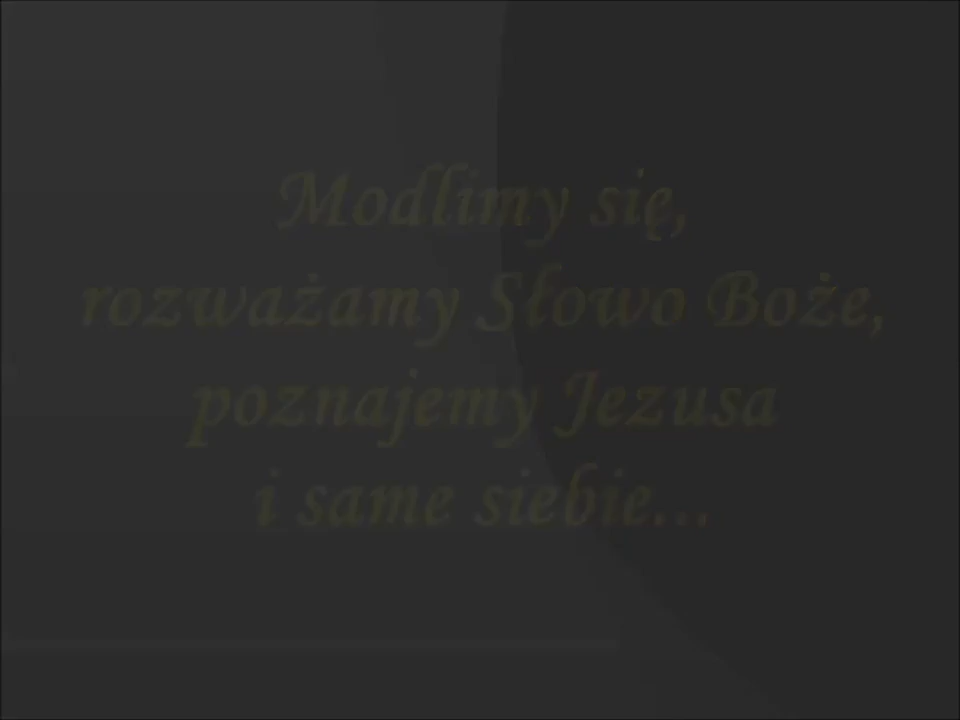 Modlimy się,
rozważamy Słowo Boże,
poznajemy Jezusa
i same siebie...